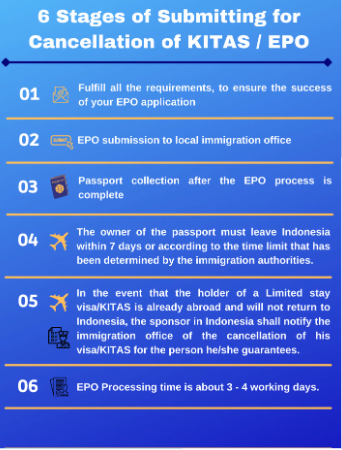 6 Stages of Submitting for
Cancellation of KITAS / EPO
01
Fulfill all the requirements, to ensure the success
of your EPO application
02
SUBMIT
EPO submission to local immigration office
03
Passport collection after the EPO process is
complete
04
The owner of the passport must leave Indonesia
within 7 days or according to the time limit that has
been determined by the immigration authorities.
05
In the event that the holder of a Limited stay
visa/KITAS is already abroad and will not return to
Indonesia, the sponsor in Indonesia shall notify the
immigration office of the cancellation of his
visa/KITAS for the person he/she guarantees.
06
EPO Processing time is about 3 - 4 working days.